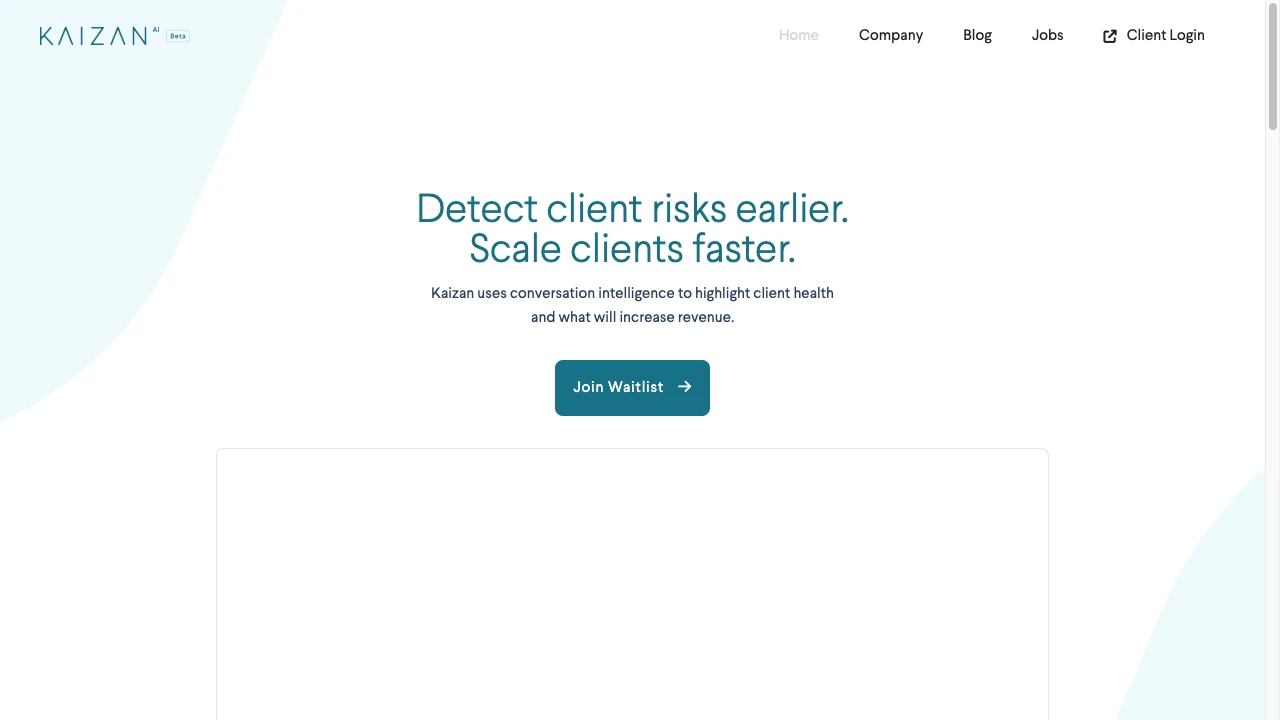 KAIZAN AI Beta
Home
Company
Blog
Jobs
Client Login
Detect client risks earlier.
Scale clients faster.
Kaizan uses conversation intelligence to highlight client health
and what will increase revenue.
Join Waitlist